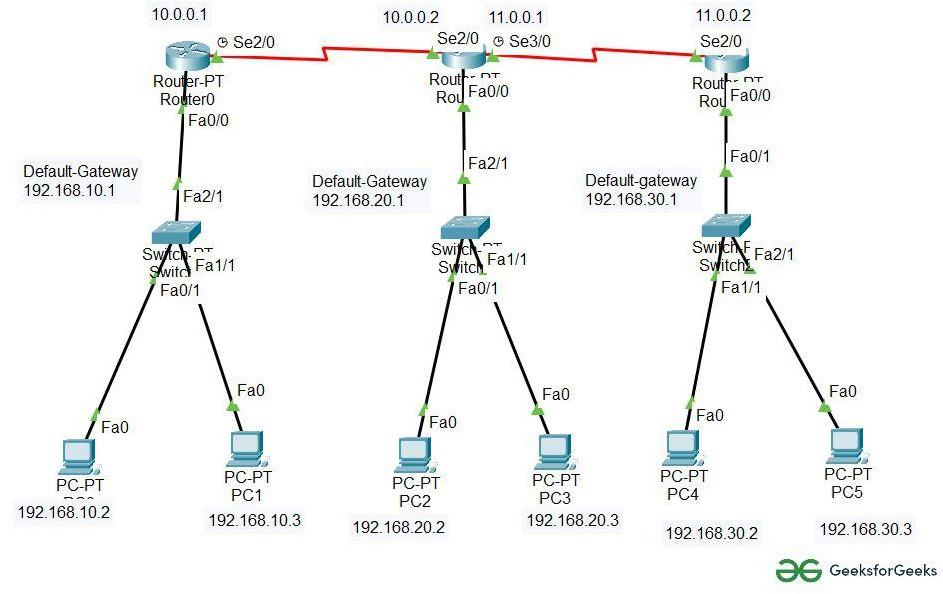 10.0.0.1
10.0.0.2
11.0.0.1
11.0.0.2
Se2/0
Se2/0
Se3/0
Se2/0
Router-PT
Router0
Fa0/0
Fa0/0
Fa0/0
Default-Gateway
192.168.10.1
Fa2/1
Default-Gateway
192.168.20.1
Fa2/1
Default-gateway
192.168.30.1
Fa0/1
Fa1/1
Fa0/1
Fa1/1
Fa0/1
Fa2/1
Fa1/1
Fa0
Fa0
Fa0
Fa0
Fa0
Fa0
PC-PT
192.168.10.2
PC-PT
PC1
192.168.10.3
PC-PT
PC2
192.168.20.2
PC-PT
PC3
192.168.20.3
PC-PT
PC4
192.168.30.2
PC-PT
PC5
192.168.30.3
GeeksforGeeks